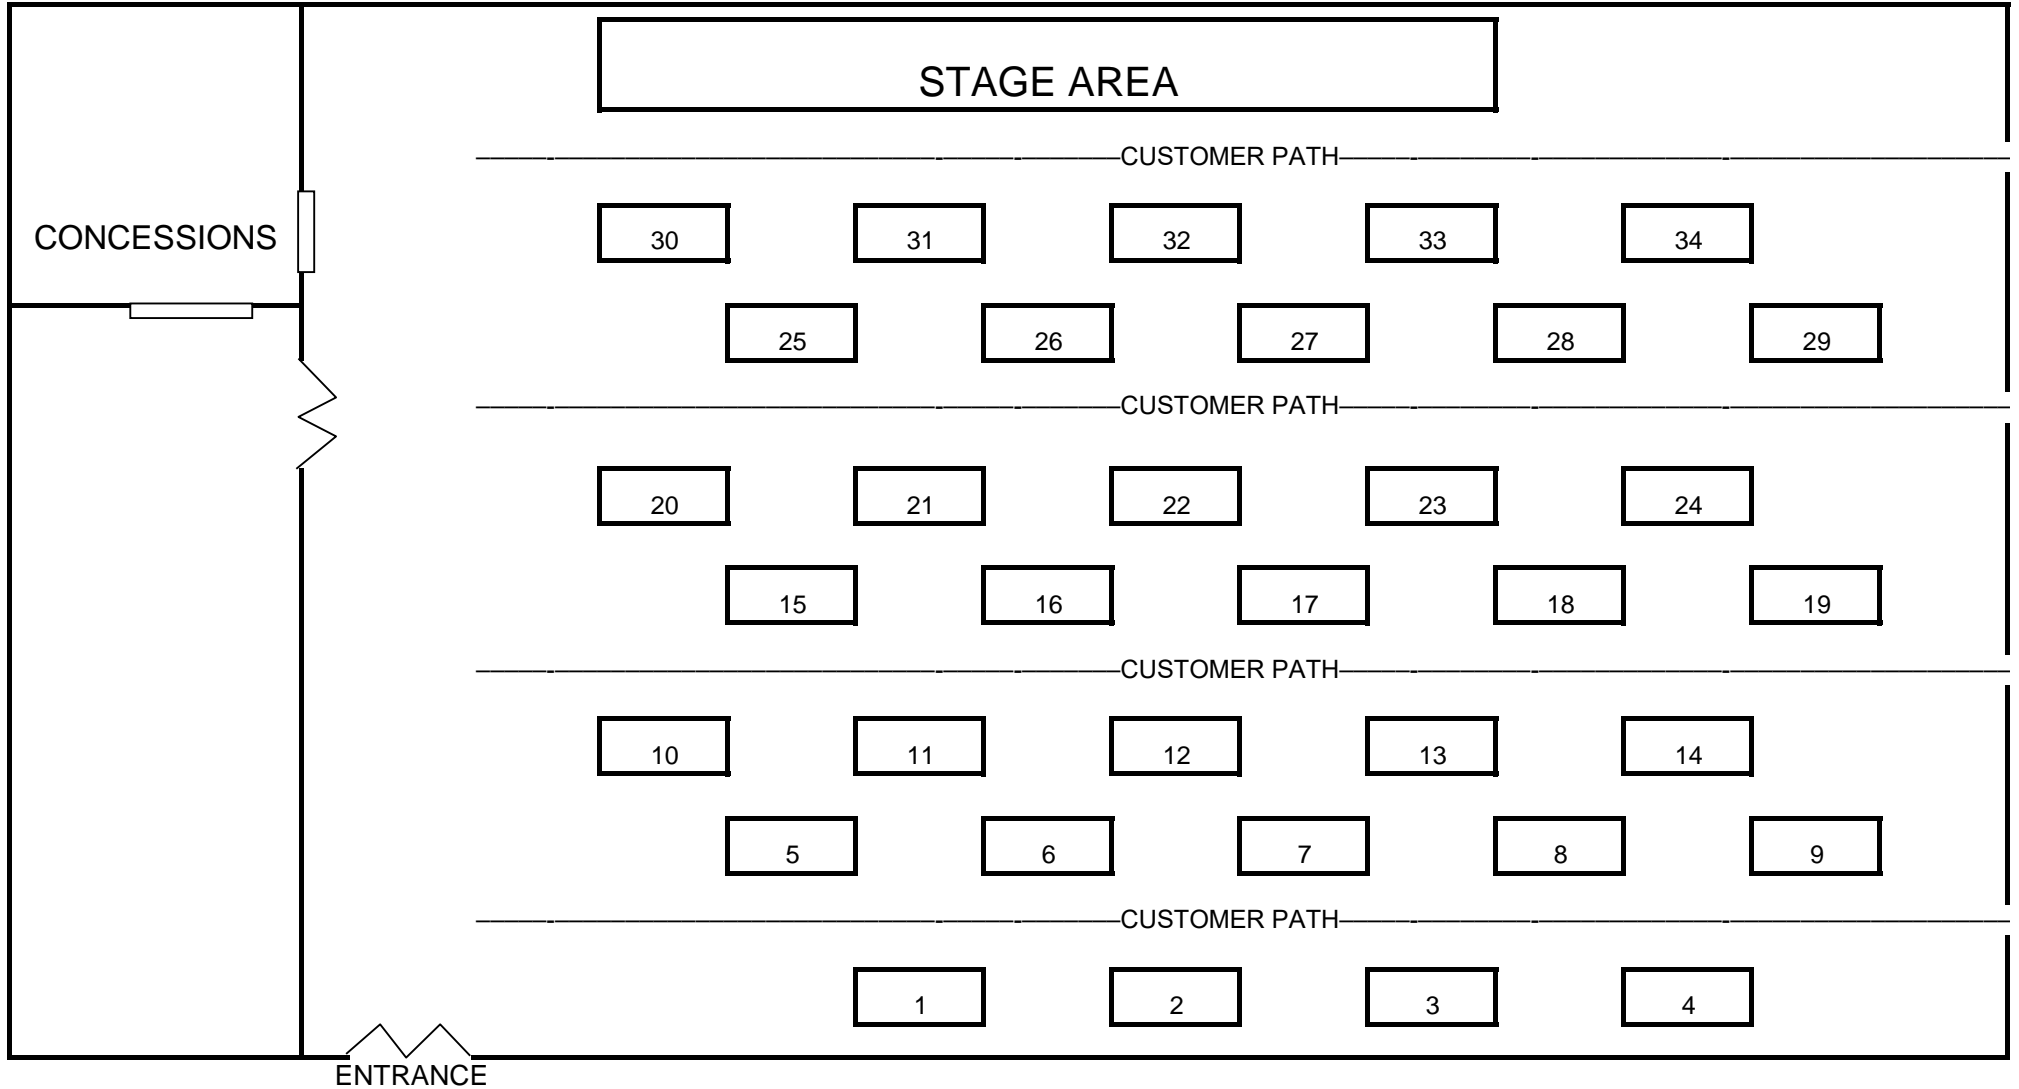 STAGE AREA
CUSTOMER PATH
CONCESSIONS
30 31 32 33 34
25 26 27 28 29
CUSTOMER PATH
20 21 22 23 24
15 16 17 18 19
CUSTOMER PATH
10 11 12 13 14
5 6 7 8 9
CUSTOMER PATH
1 2 3 4
ENTRANCE